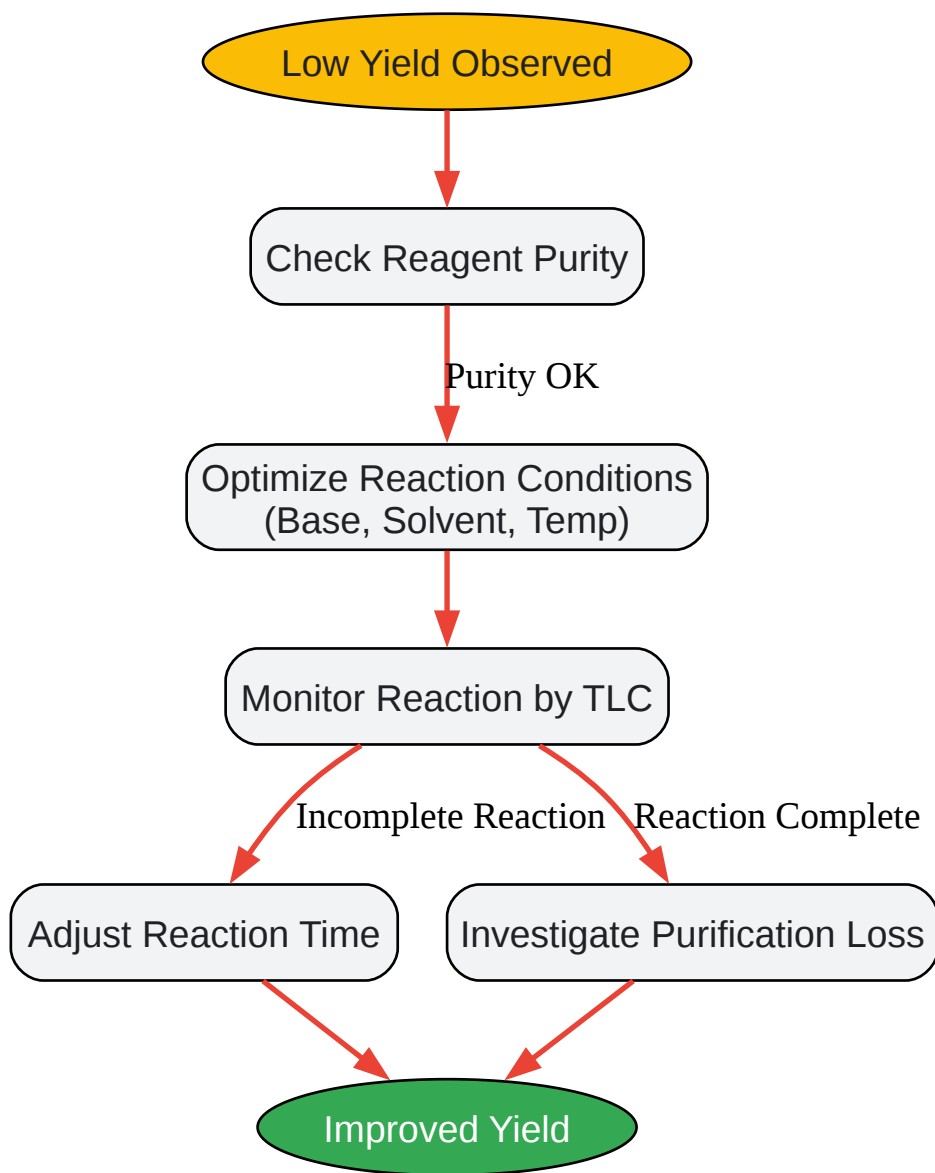 Low Yield Observed
Check Reagent Purity
Purity OK
Optimize Reaction Conditions
(Base, Solvent, Temp)
Monitor Reaction by TLC
Incomplete Reaction
Reaction Complete
Adjust Reaction Time
Investigate Purification Loss
Improved Yield